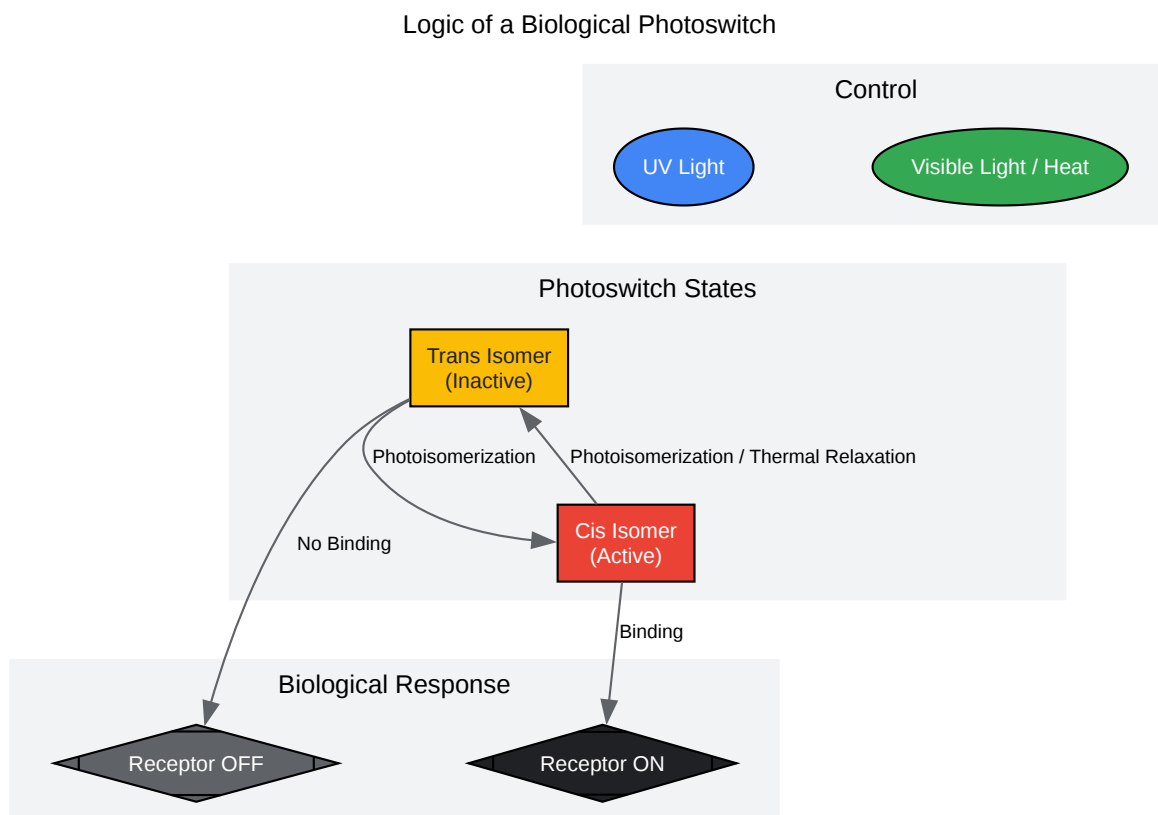 Logic of a Biological Photoswitch
Control
UV Light
Visible Light / Heat
Photoswitch States
Trans Isomer
(Inactive)
Photoisomerization
Photoisomerization / Thermal Relaxation
No Binding
Cis Isomer
(Active)
Binding
Biological Response
Receptor OFF
Receptor ON